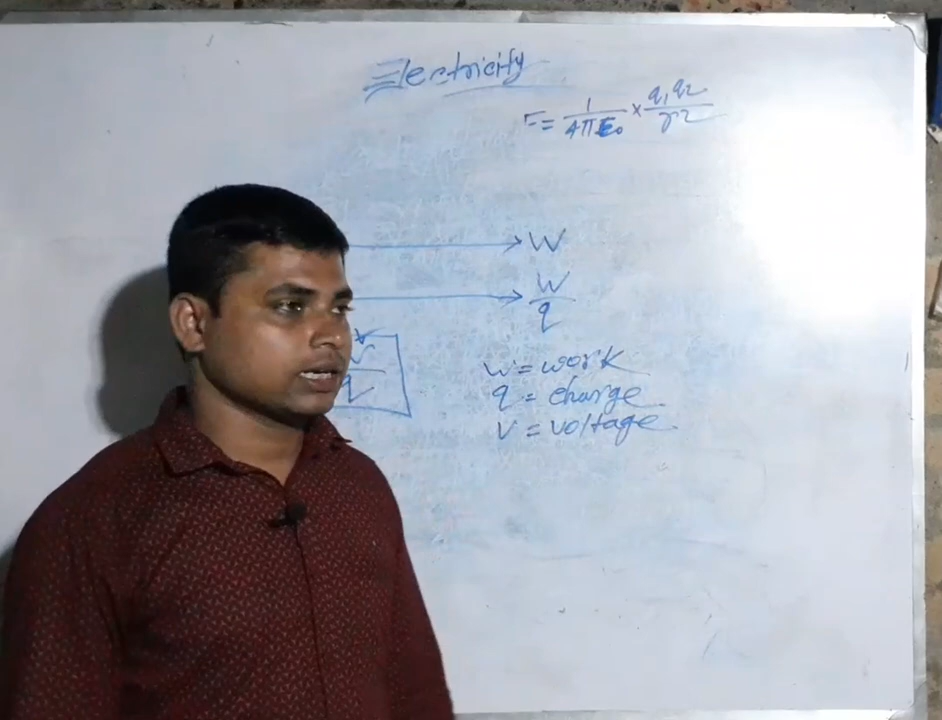 Electricity
F = 1/4πε₀ × q₁q₂/r2
→ W
→ W/q
W = work
q = charge
V = voltage